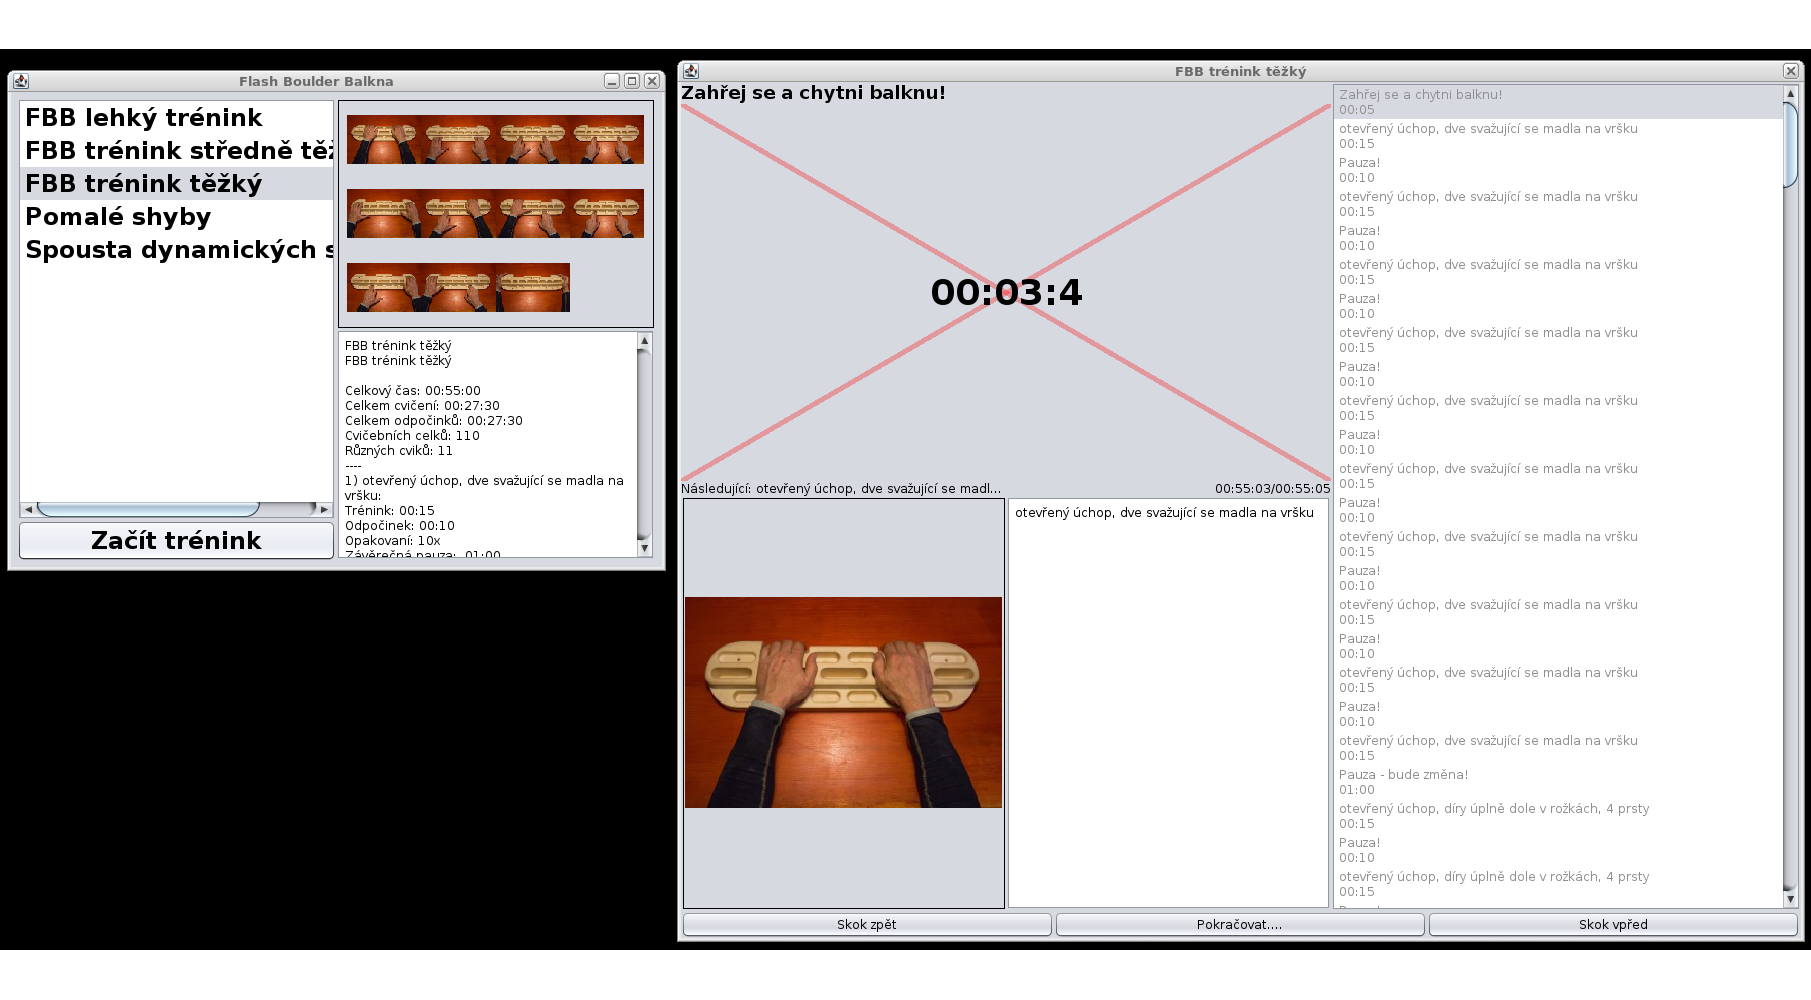 Flash Boulder Balkna
FBB lehký trénink
FBB trénink středně těž
FBB trénink těžký
Pomalé shyby
Spousta dynamických s
Začít trénink
FBB trénink těžký
FBB trénink těžký
Celkový čas: 00:55:00
Celkem cvičení: 00:27:30
Celkem odpočinků: 00:27:30
Cvičebních celků: 110
Různých cviků: 11
----
1) otevřený úchop, dve svažující se madla na
vršku:
Trénink: 00:15
Odpočinek: 00:10
Opakovaní: 10x
Závěrečná pauza: 01:00
FBB trénink těžký
Zahřej se a chytni balknu!
00:03:4
Následující: otevřený úchop, dve svažující se madl...
00:55:03/00:55:05
otevřený úchop, dve svažující se madla na vršku
Skok zpět
Pokračovat....
Skok vpřed
Zahřej se a chytni balknu!
00:05
otevřený úchop, dve svažující se madla na vršku
00:15
Pauza!
00:10
otevřený úchop, dve svažující se madla na vršku
00:15
Pauza!
00:10
otevřený úchop, dve svažující se madla na vršku
00:15
Pauza!
00:10
otevřený úchop, dve svažující se madla na vršku
00:15
Pauza!
00:10
otevřený úchop, dve svažující se madla na vršku
00:15
Pauza!
00:10
otevřený úchop, dve svažující se madla na vršku
00:15
Pauza!
00:10
otevřený úchop, dve svažující se madla na vršku
00:15
Pauza!
00:10
otevřený úchop, dve svažující se madla na vršku
00:15
Pauza!
00:10
otevřený úchop, dve svažující se madla na vršku
00:15
Pauza!
00:10
otevřený úchop, dve svažující se madla na vršku
00:15
Pauza - bude změna!
01:00
otevřený úchop, díry úplně dole v rožkách, 4 prsty
00:15
Pauza!
00:10
otevřený úchop, díry úplně dole v rožkách, 4 prsty
00:15